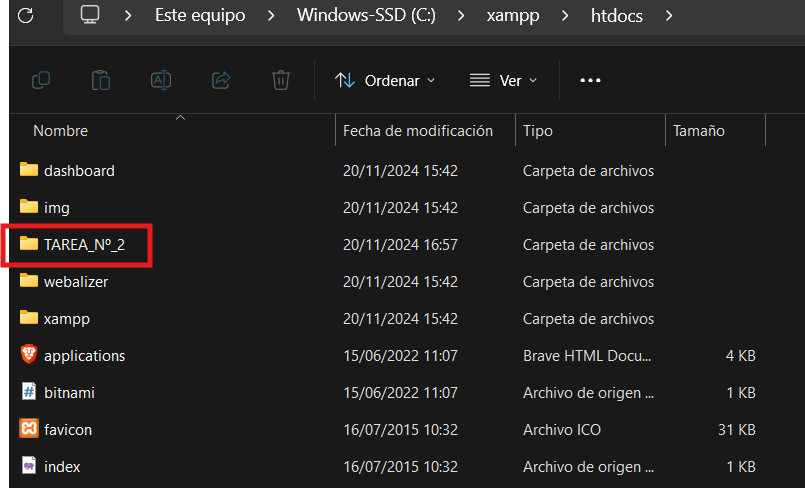 Este equipo > Windows-SSD (C:) > xampp > htdocs >
Ordenar Ver ...
Nombre Fecha de modificación Tipo Tamaño
dashboard 20/11/2024 15:42 Carpeta de archivos
img 20/11/2024 15:42 Carpeta de archivos
TAREA_Nº_2 20/11/2024 16:57 Carpeta de archivos
webalizer 20/11/2024 15:42 Carpeta de archivos
xampp 20/11/2024 15:42 Carpeta de archivos
applications 15/06/2022 11:07 Brave HTML Docu... 4 KB
bitnami 15/06/2022 11:07 Archivo de origen ... 1 KB
favicon 16/07/2015 10:32 Archivo ICO 31 KB
index 16/07/2015 10:32 Archivo de origen ... 1 KB